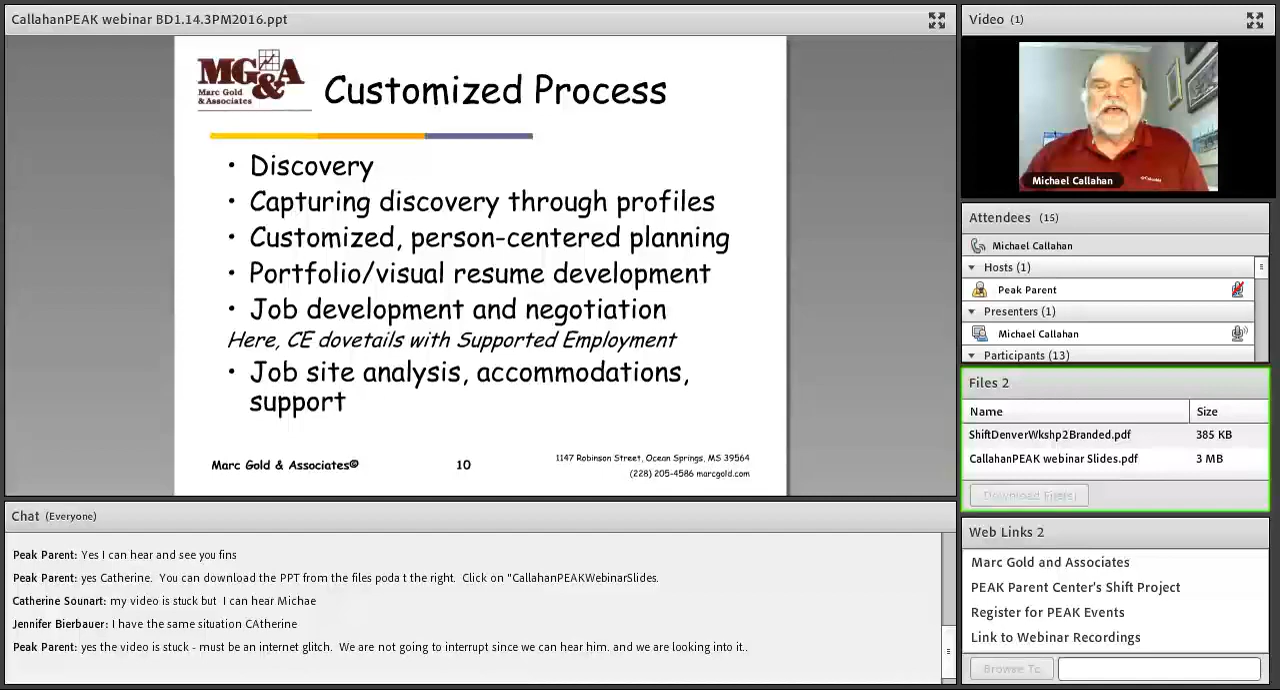 CallahanPEAK webinar BD1.14.3PM2016.ppt
MG&A
Marc Gold
& Associates
Customized Process
• Discovery
• Capturing discovery through profiles
• Customized, person-centered planning
• Portfolio/visual resume development
• Job development and negotiation
Here, CE dovetails with Supported Employment
• Job site analysis, accommodations,
support
Marc Gold & Associates©
10
1147 Robinson Street, Ocean Springs, MS 39564
(228) 205-4586 marcgold.com
Chat (Everyone)
Peak Parent: Yes I can hear and see you fins
Peak Parent: yes Catherine. You can download the PPT from the files poda t the right. Click on "CallahanPEAKWebinarSlides.
Catherine Sounart: my video is stuck but I can hear Michae
Jennifer Bierbauer: I have the same situation CAtherine
Peak Parent: yes the video is stuck - must be an internet glitch. We are not going to interrupt since we can hear him. and we are looking into it..
Video (1)
Michael Callahan
Attendees (15)
Michael Callahan
Hosts (1)
Peak Parent
Presenters (1)
Michael Callahan
Participants (13)
Files 2
Name Size
ShiftDenverWkshp2Branded.pdf 385 KB
CallahanPEAK webinar Slides.pdf 3 MB
Download File(s)
Web Links 2
Marc Gold and Associates
PEAK Parent Center's Shift Project
Register for PEAK Events
Link to Webinar Recordings
Browse To